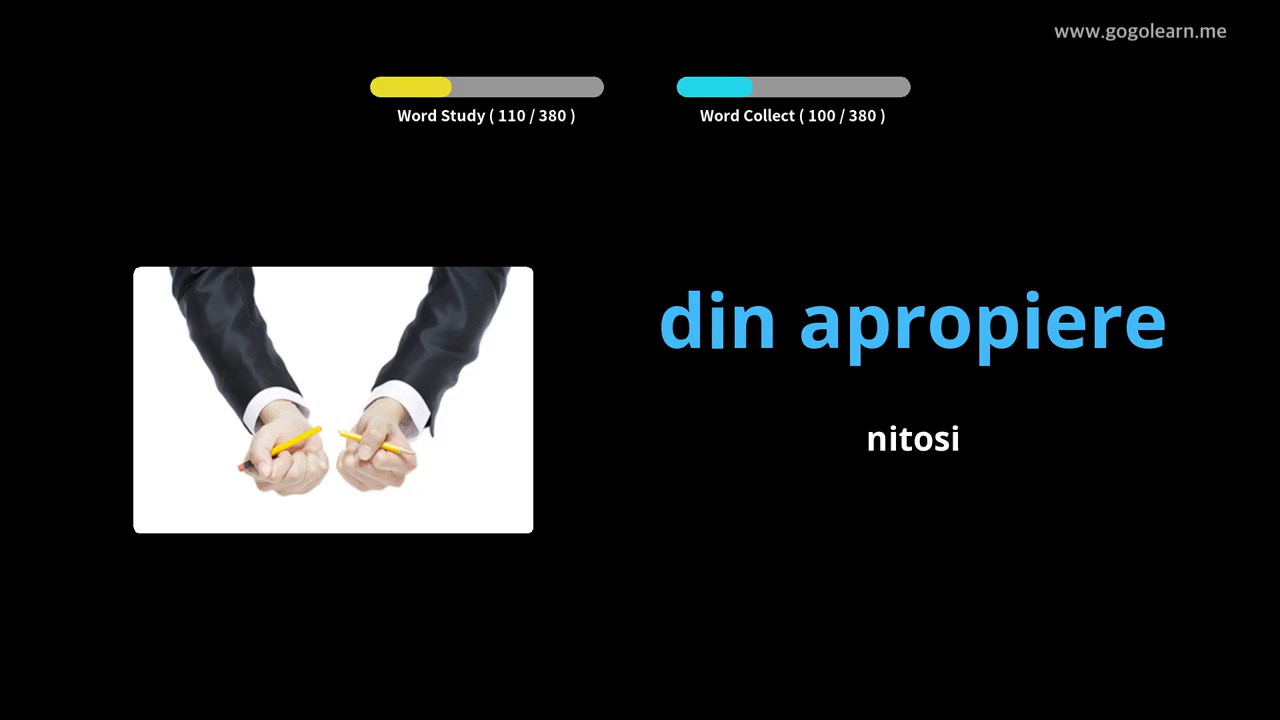 www.gogolearn.me
Word Study ( 110 / 380 )
Word Collect ( 100 / 380 )
din apropiere
nitosi